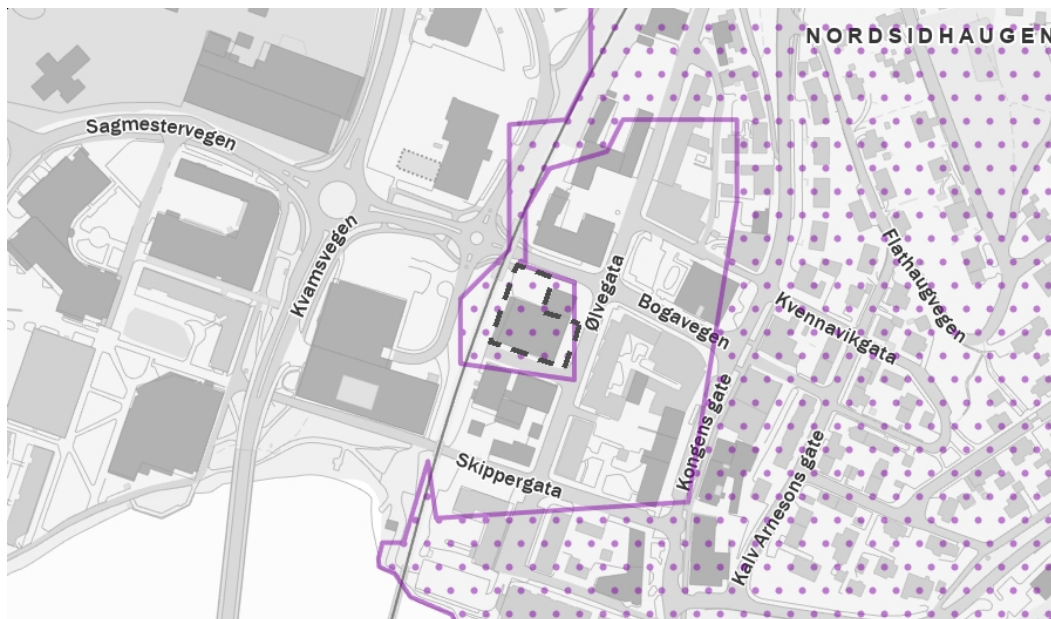 NORDSIDHAUGEN
Sagmestervegen
Kvamsvegen
Ølvegata
Bogavegen
Flathaugvegen
Kvennavikgata
Kongens gate
Skippergata
Kalv Arnesons gate